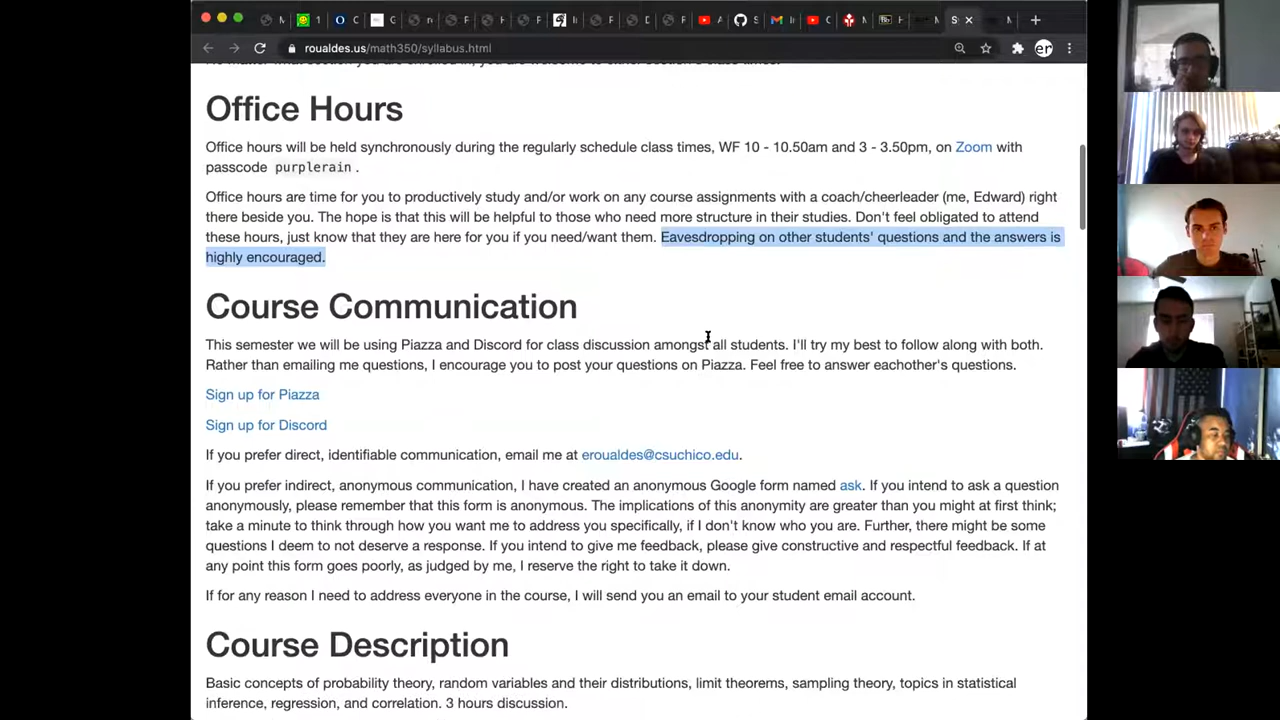 roualdes.us/math350/syllabus.html
Office Hours
Office hours will be held synchronously during the regularly schedule class times, WF 10 - 10.50am and 3 - 3.50pm, on Zoom with
passcode purplerain .
Office hours are time for you to productively study and/or work on any course assignments with a coach/cheerleader (me, Edward) right
there beside you. The hope is that this will be helpful to those who need more structure in their studies. Don't feel obligated to attend
these hours, just know that they are here for you if you need/want them. Eavesdropping on other students' questions and the answers is
highly encouraged.
Course Communication
This semester we will be using Piazza and Discord for class discussion amongst all students. I'll try my best to follow along with both.
Rather than emailing me questions, I encourage you to post your questions on Piazza. Feel free to answer eachother's questions.
Sign up for Piazza
Sign up for Discord
If you prefer direct, identifiable communication, email me at eroualdes@csuchico.edu.
If you prefer indirect, anonymous communication, I have created an anonymous Google form named ask. If you intend to ask a question
anonymously, please remember that this form is anonymous. The implications of this anonymity are greater than you might at first think;
take a minute to think through how you want me to address you specifically, if I don't know who you are. Further, there might be some
questions I deem to not deserve a response. If you intend to give me feedback, please give constructive and respectful feedback. If at
any point this form goes poorly, as judged by me, I reserve the right to take it down.
If for any reason I need to address everyone in the course, I will send you an email to your student email account.
Course Description
Basic concepts of probability theory, random variables and their distributions, limit theorems, sampling theory, topics in statistical
inference, regression, and correlation. 3 hours discussion.